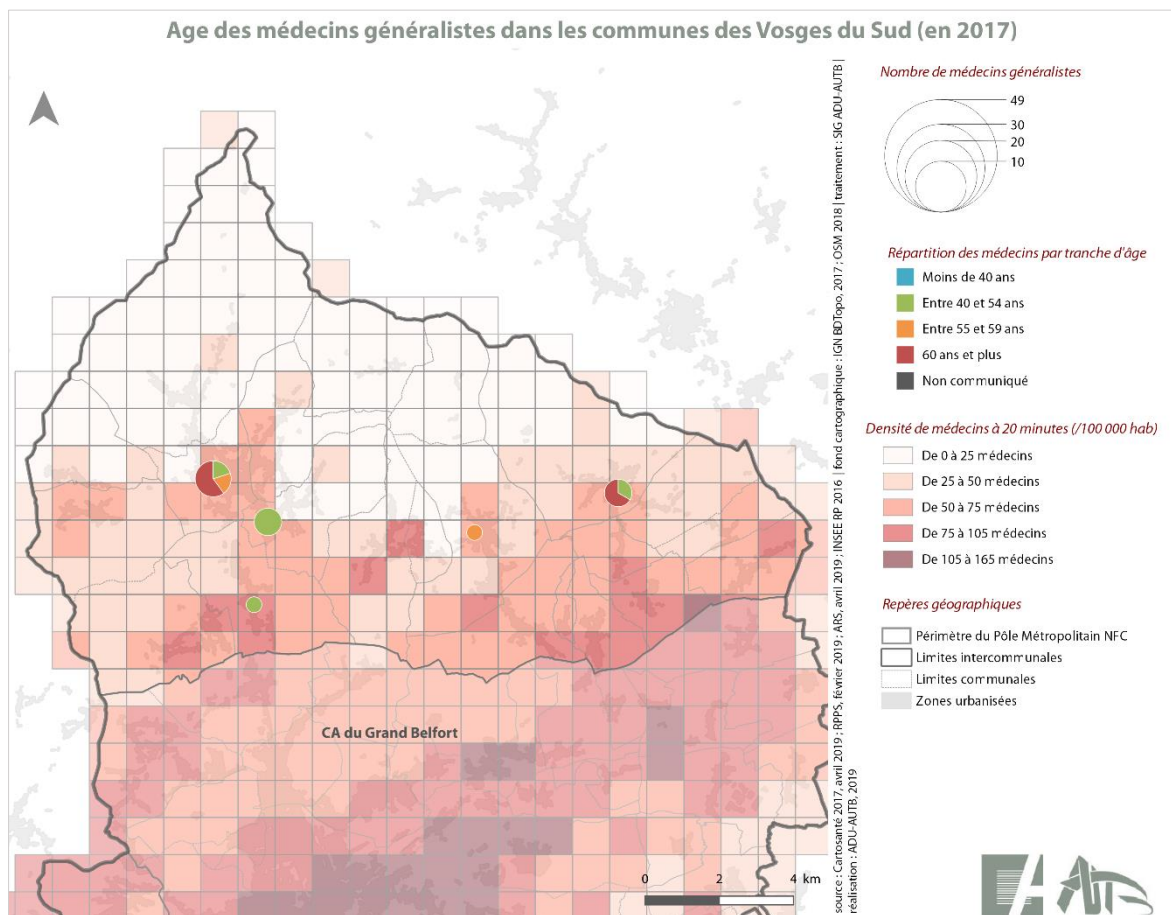 Age des médecins généralistes dans les communes des Vosges du Sud (en 2017)
CA du Grand Belfort
0 2 4 km
source : Cartosanté 2017, avril 2019 ; RPPS, février 2019 ; ARS, avril 2019 ; INSEE RP 2016 | fond cartographique : IGN BDTopo, 2017 ; OSM 2018 | traitement : SIG ADU-AUTB |
réalisation : ADU-AUTB, 2019
Nombre de médecins généralistes
49
30
20
10
Répartition des médecins par tranche d'âge
Moins de 40 ans
Entre 40 et 54 ans
Entre 55 et 59 ans
60 ans et plus
Non communiqué
Densité de médecins à 20 minutes (/100 000 hab)
De 0 à 25 médecins
De 25 à 50 médecins
De 50 à 75 médecins
De 75 à 105 médecins
De 105 à 165 médecins
Repères géographiques
Périmètre du Pôle Métropolitain NFC
Limites intercommunales
Limites communales
Zones urbanisées